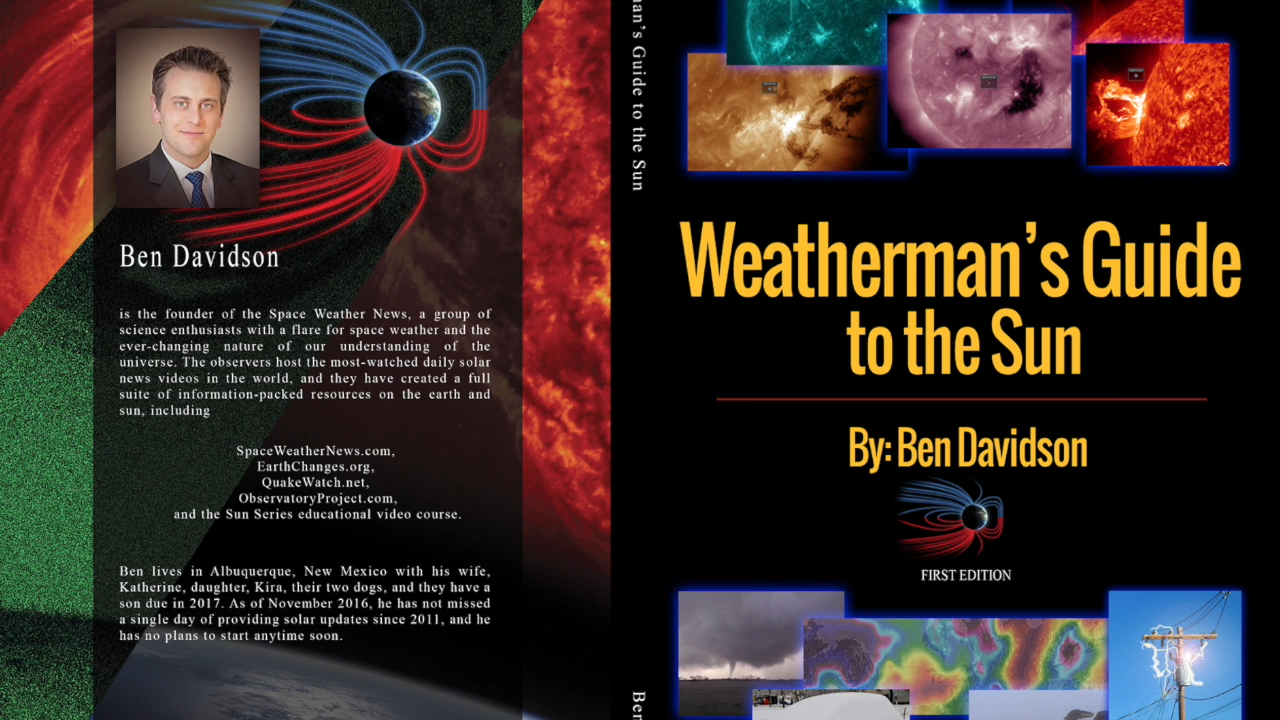 Ben Davidson
is the founder of the Space Weather News, a group of
science enthusiasts with a flare for space weather and the
ever-changing nature of our understanding of the
universe. The observers host the most-watched daily solar
news videos in the world, and they have created a full
suite of information-packed resources on the earth and
sun, including
SpaceWeatherNews.com,
EarthChanges.org,
QuakeWatch.net,
ObservatoryProject.com,
and the Sun Series educational video course.
Ben lives in Albuquerque, New Mexico with his wife,
Katherine, daughter, Kira, their two dogs, and they have a
son due in 2017. As of November 2016, he has not missed
a single day of providing solar updates since 2011, and he
has no plans to start anytime soon.
man's Guide to the Sun
Ben
Weatherman's Guide
to the Sun
By: Ben Davidson
FIRST EDITION